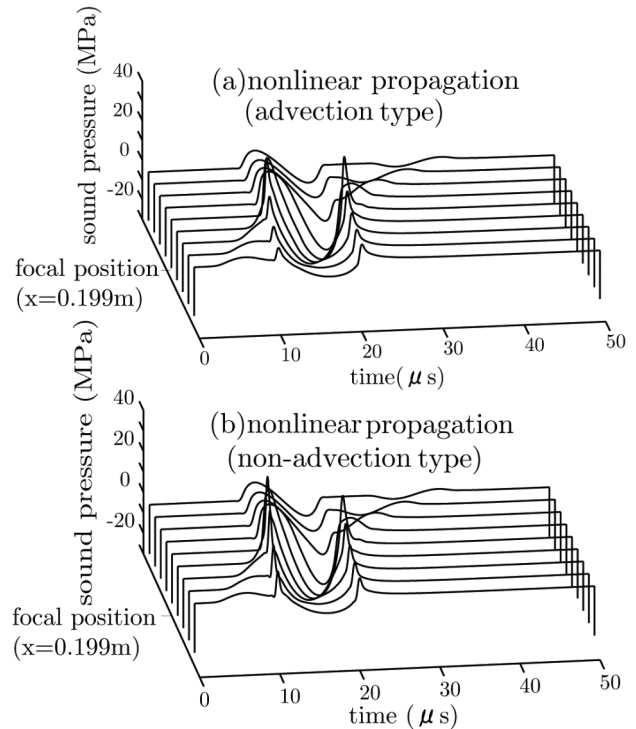 sound pressure (MPa)
40
20
0
-20
(a)nonlinear propagation
(advection type)
focal position
(x=0.199m)
0
10
20
30
40
50
time(μs)
sound pressure (MPa)
40
20
0
-20
(b)nonlinear propagation
(non-advection type)
focal position
(x=0.199m)
0
10
20
30
40
50
time (μs)